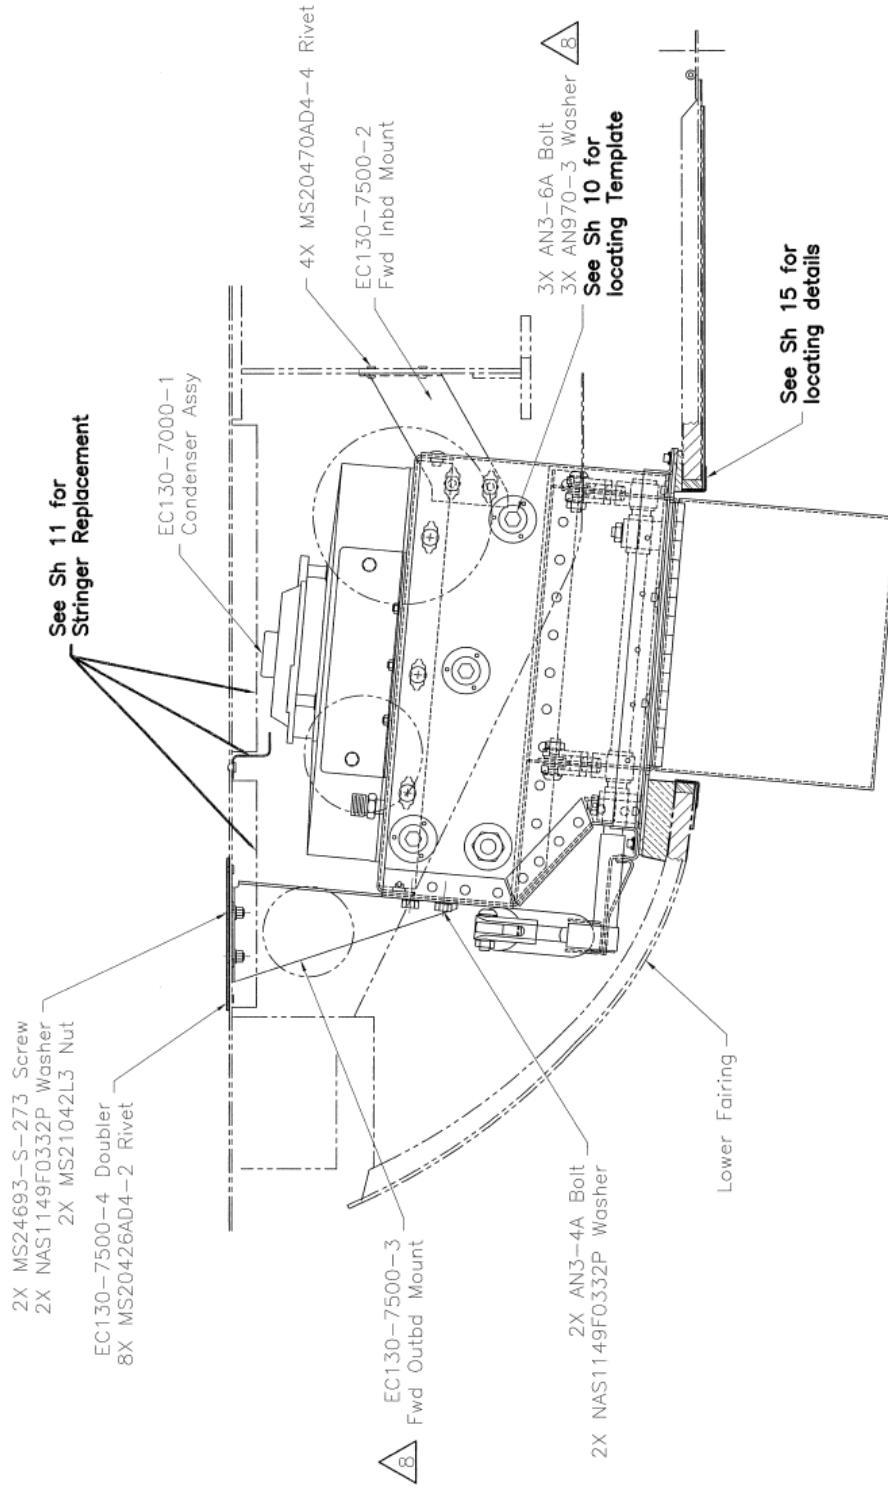 2X MS24693-S-273 Screw
2X NAS1149F0332P Washer
2X MS21042L3 Nut
EC130-7500-4 Doubler
8X MS20426AD4-2 Rivet
See Sh 11 for
Stringer Replacement
EC130-7000-1
Condenser Assy
4X MS20470AD4-4 Rivet
EC130-7500-2
Fwd Inbd Mount
8
EC130-7500-3
Fwd Outbd Mount
3X AN3-6A Bolt
3X AN970-3 Washer
8
See Sh 10 for
locating Template
2X AN3-4A Bolt
2X NAS1149F0332P Washer
Lower Fairing
See Sh 15 for
locating details